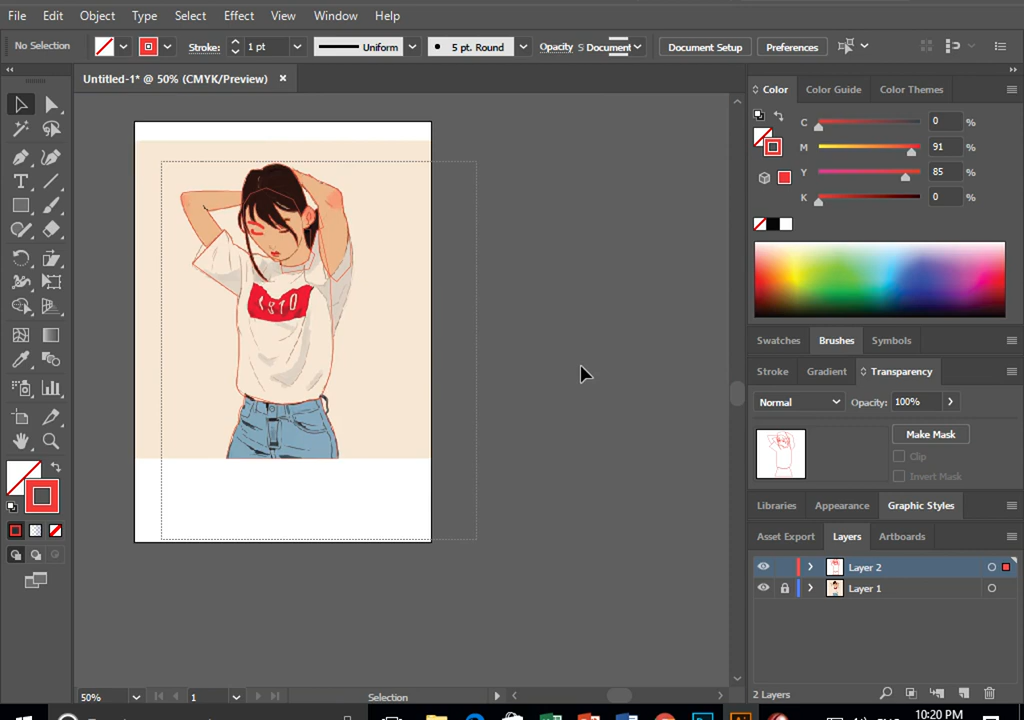 File Edit Object Type Select Effect View Window Help
No Selection Stroke: 1 pt Uniform 5 pt. Round Opacity S Document Document Setup Preferences
Untitled-1* @ 50% (CMYK/Preview)
Color Color Guide Color Themes
C 0 %
M 91 %
Y 85 %
K 0 %
1310
Swatches Brushes Symbols
Stroke Gradient Transparency
Normal Opacity: 100%
Make Mask
Clip
Invert Mask
Libraries Appearance Graphic Styles
Asset Export Layers Artboards
Layer 2
Layer 1
50% 1 Selection 2 Layers
10:20 PM